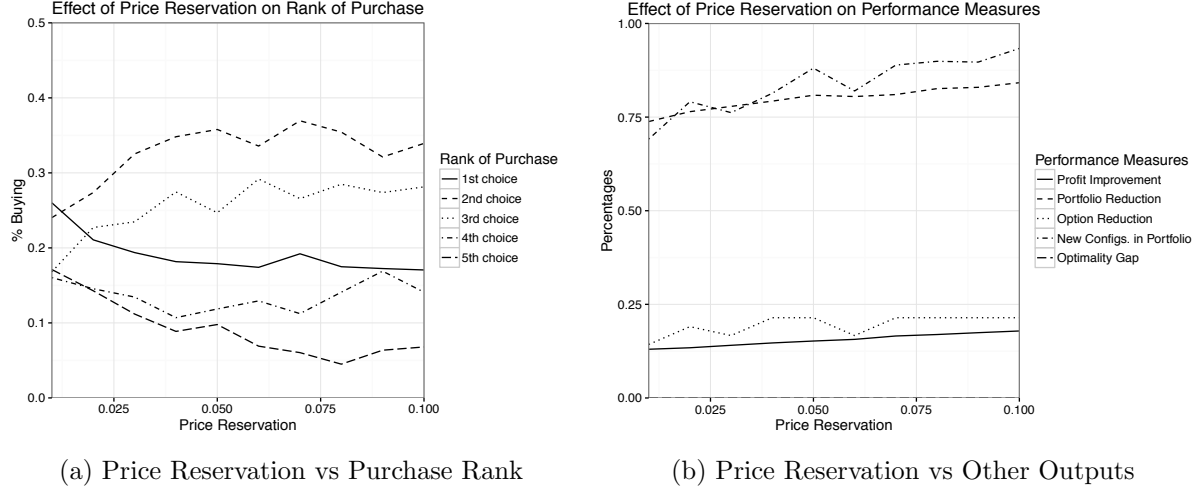 Effect of Price Reservation on Rank of Purchase
0.5
0.4
0.3
0.2
0.1
0.0
% Buying
0.025
0.050
0.075
0.100
Price Reservation
Rank of Purchase
1st choice
2nd choice
3rd choice
4th choice
5th choice
(a) Price Reservation vs Purchase Rank
Effect of Price Reservation on Performance Measures
1.00
0.75
0.50
0.25
0.00
Percentages
0.025
0.050
0.075
0.100
Price Reservation
Performance Measures
Profit Improvement
Portfolio Reduction
Option Reduction
New Configs. in Portfolio
Optimality Gap
(b) Price Reservation vs Other Outputs